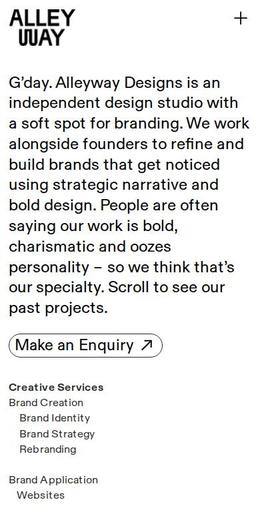 ALLEY
WAY
G'day. Alleyway Designs is an
independent design studio with
a soft spot for branding. We work
alongside founders to refine and
build brands that get noticed
using strategic narrative and
bold design. People are often
saying our work is bold,
charismatic and oozes
personality – so we think that's
our specialty. Scroll to see our
past projects.
Make an Enquiry ↗
Creative Services
Brand Creation
Brand Identity
Brand Strategy
Rebranding
Brand Application
Websites